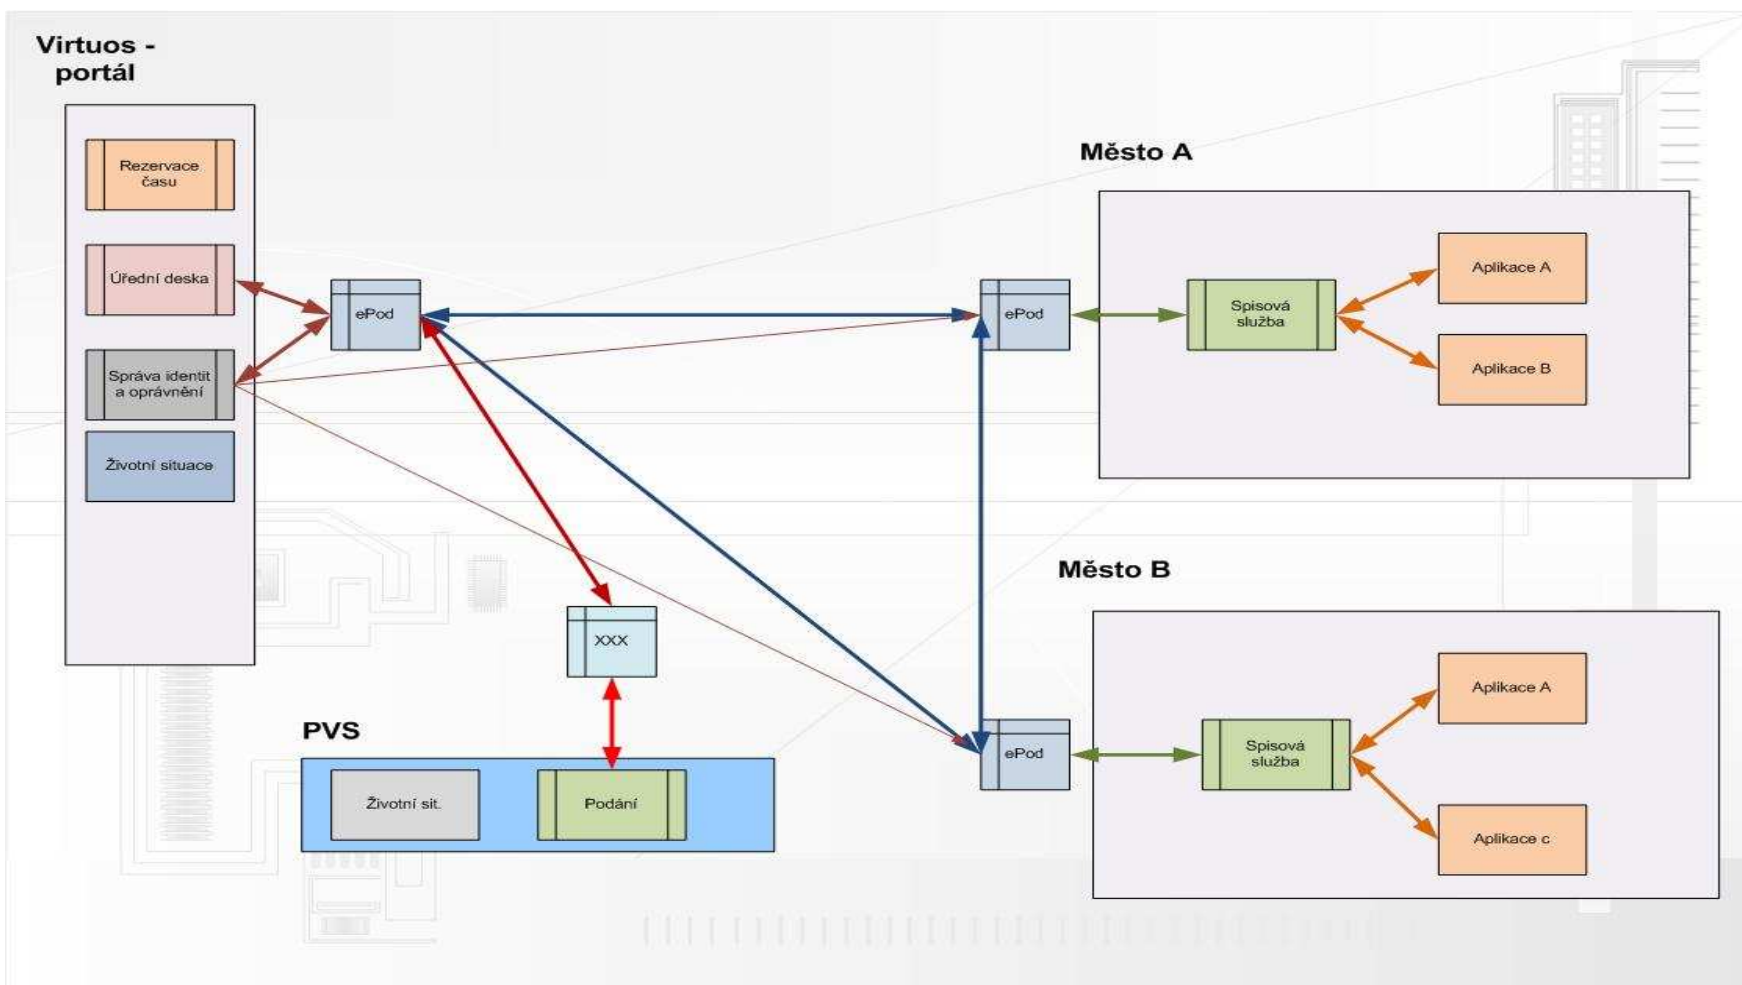 Virtuos -
portál
Rezervace
času
Úřední deska
Správa identit
a oprávnění
Životní situace
ePod
Město A
ePod
Spisová
služba
Aplikace A
Aplikace B
XXX
PVS
Životní sit.
Podání
Město B
ePod
Spisová
služba
Aplikace A
Aplikace c